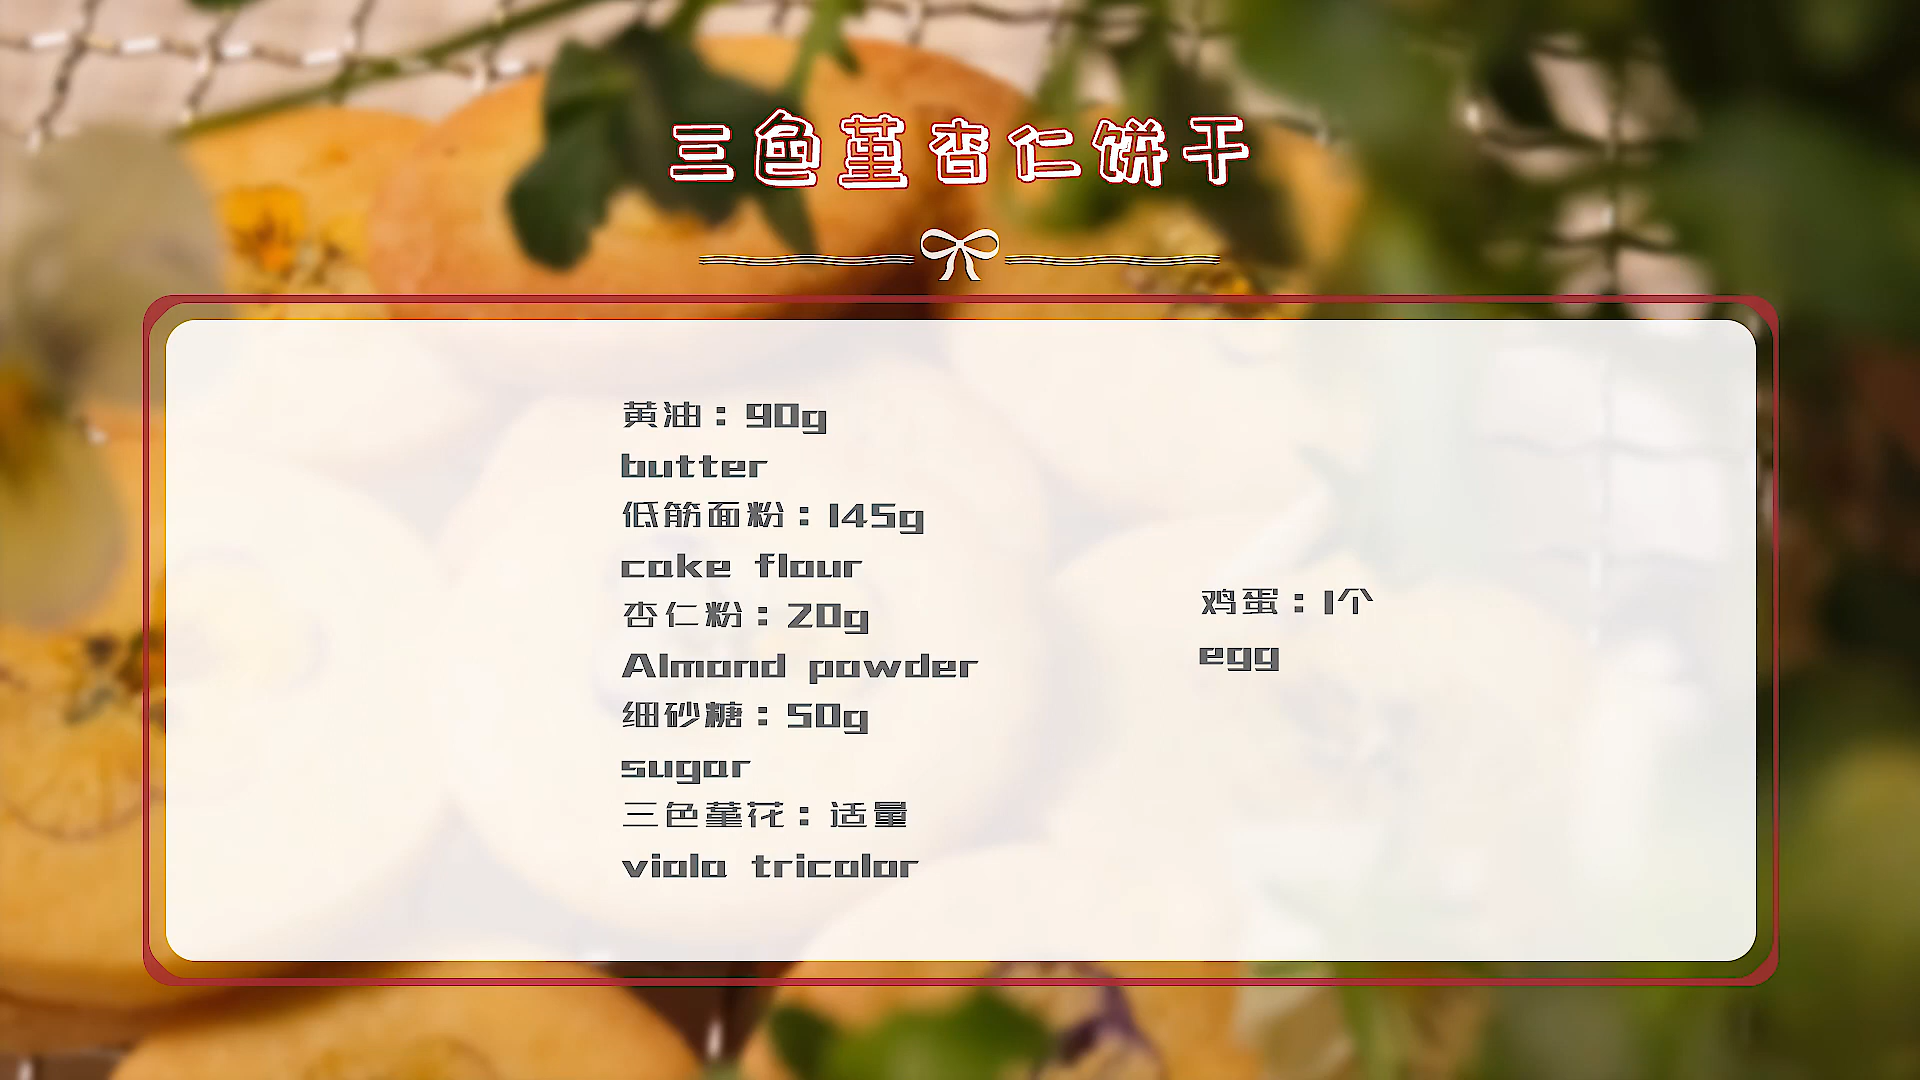 三色堇杏仁饼干
黄油：90g
butter
低筋面粉：145g
cake flour
杏仁粉：20g
Almond powder
细砂糖：50g
sugar
三色堇花：适量
viola tricolor
鸡蛋：1个
egg